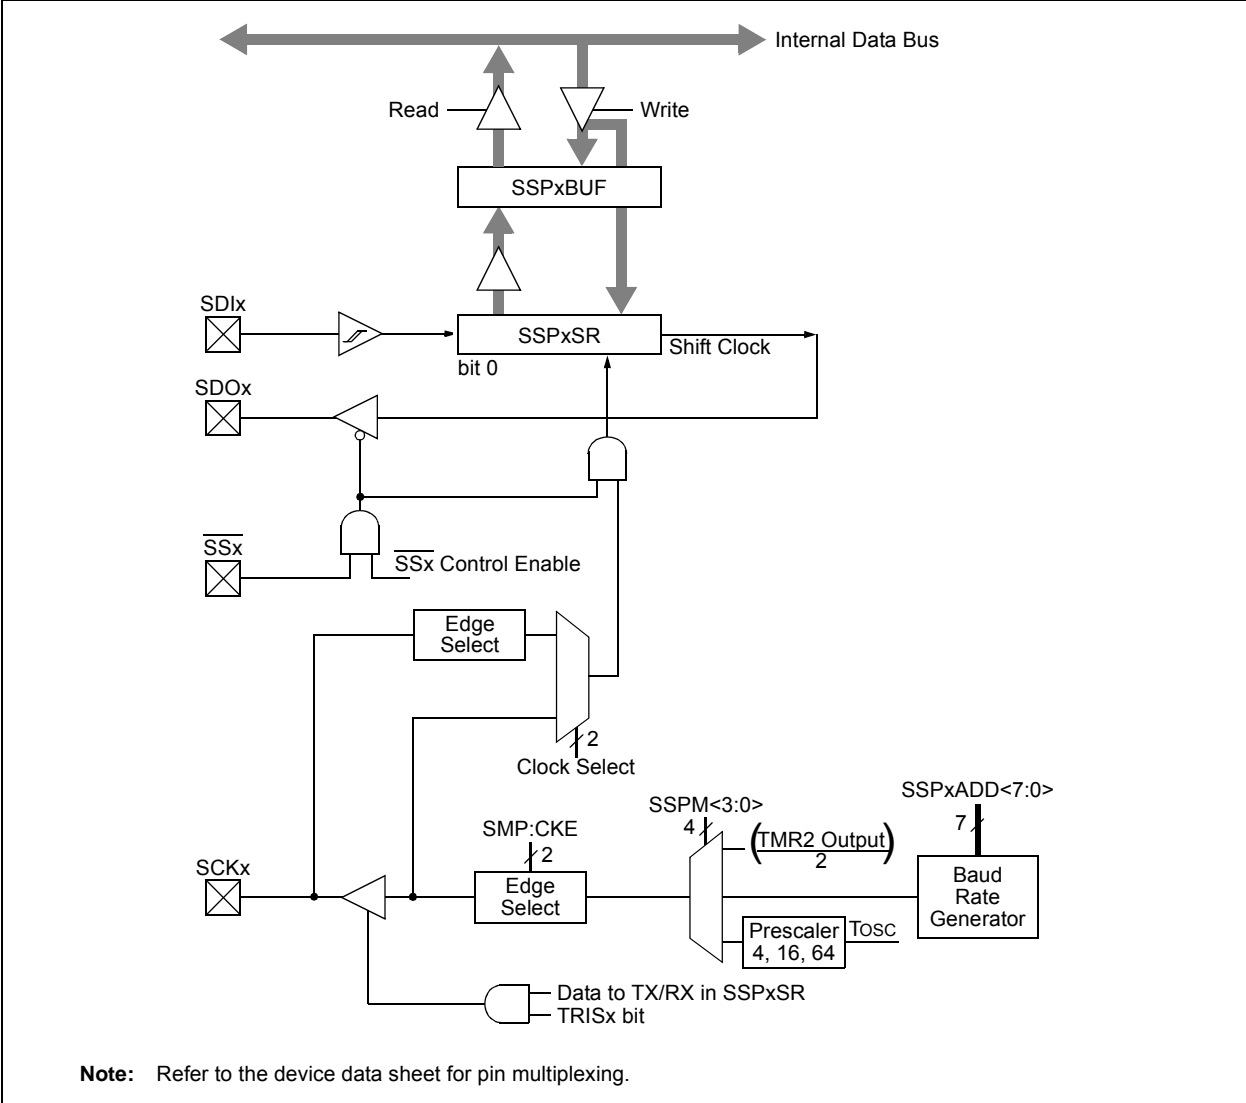 Internal Data Bus
Read
Write
SSPxBUF
SDIx
SSPxSR
Shift Clock
bit 0
SDOx
SSx
SSx Control Enable
Edge
Select
2
Clock Select
SSPxADD<7:0>
7
SSPM<3:0>
4
(TMR2 Output)
2
SMP:CKE
2
SCKx
Edge
Select
Baud
Rate
Generator
Prescaler
4, 16, 64
TOSC
Data to TX/RX in SSPxSR
TRISx bit
Note: Refer to the device data sheet for pin multiplexing.